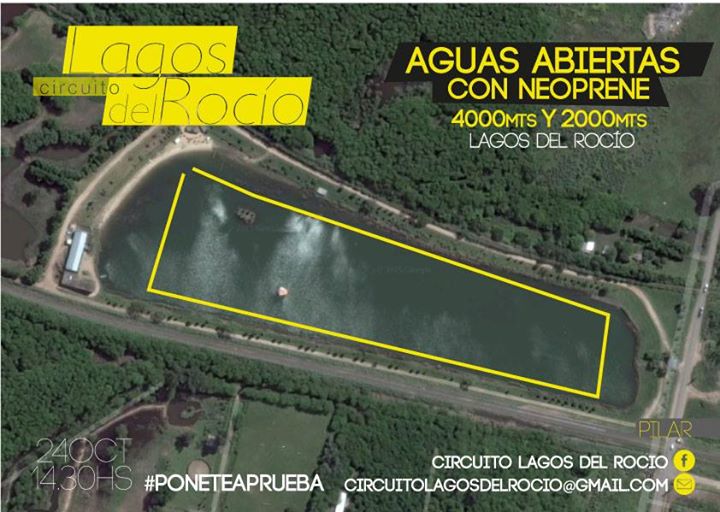 Lagos
circuito
del Rocío
AGUAS ABIERTAS
CON NEOPRENE
4000MTS Y 2000MTS
LAGOS DEL ROCÍO
PILAR
24OCT
14.30HS
#PONETEAPRUEBA
CIRCUITO LAGOS DEL ROCIO
CIRCUITOLAGOSDELROCIO@GMAIL.COM